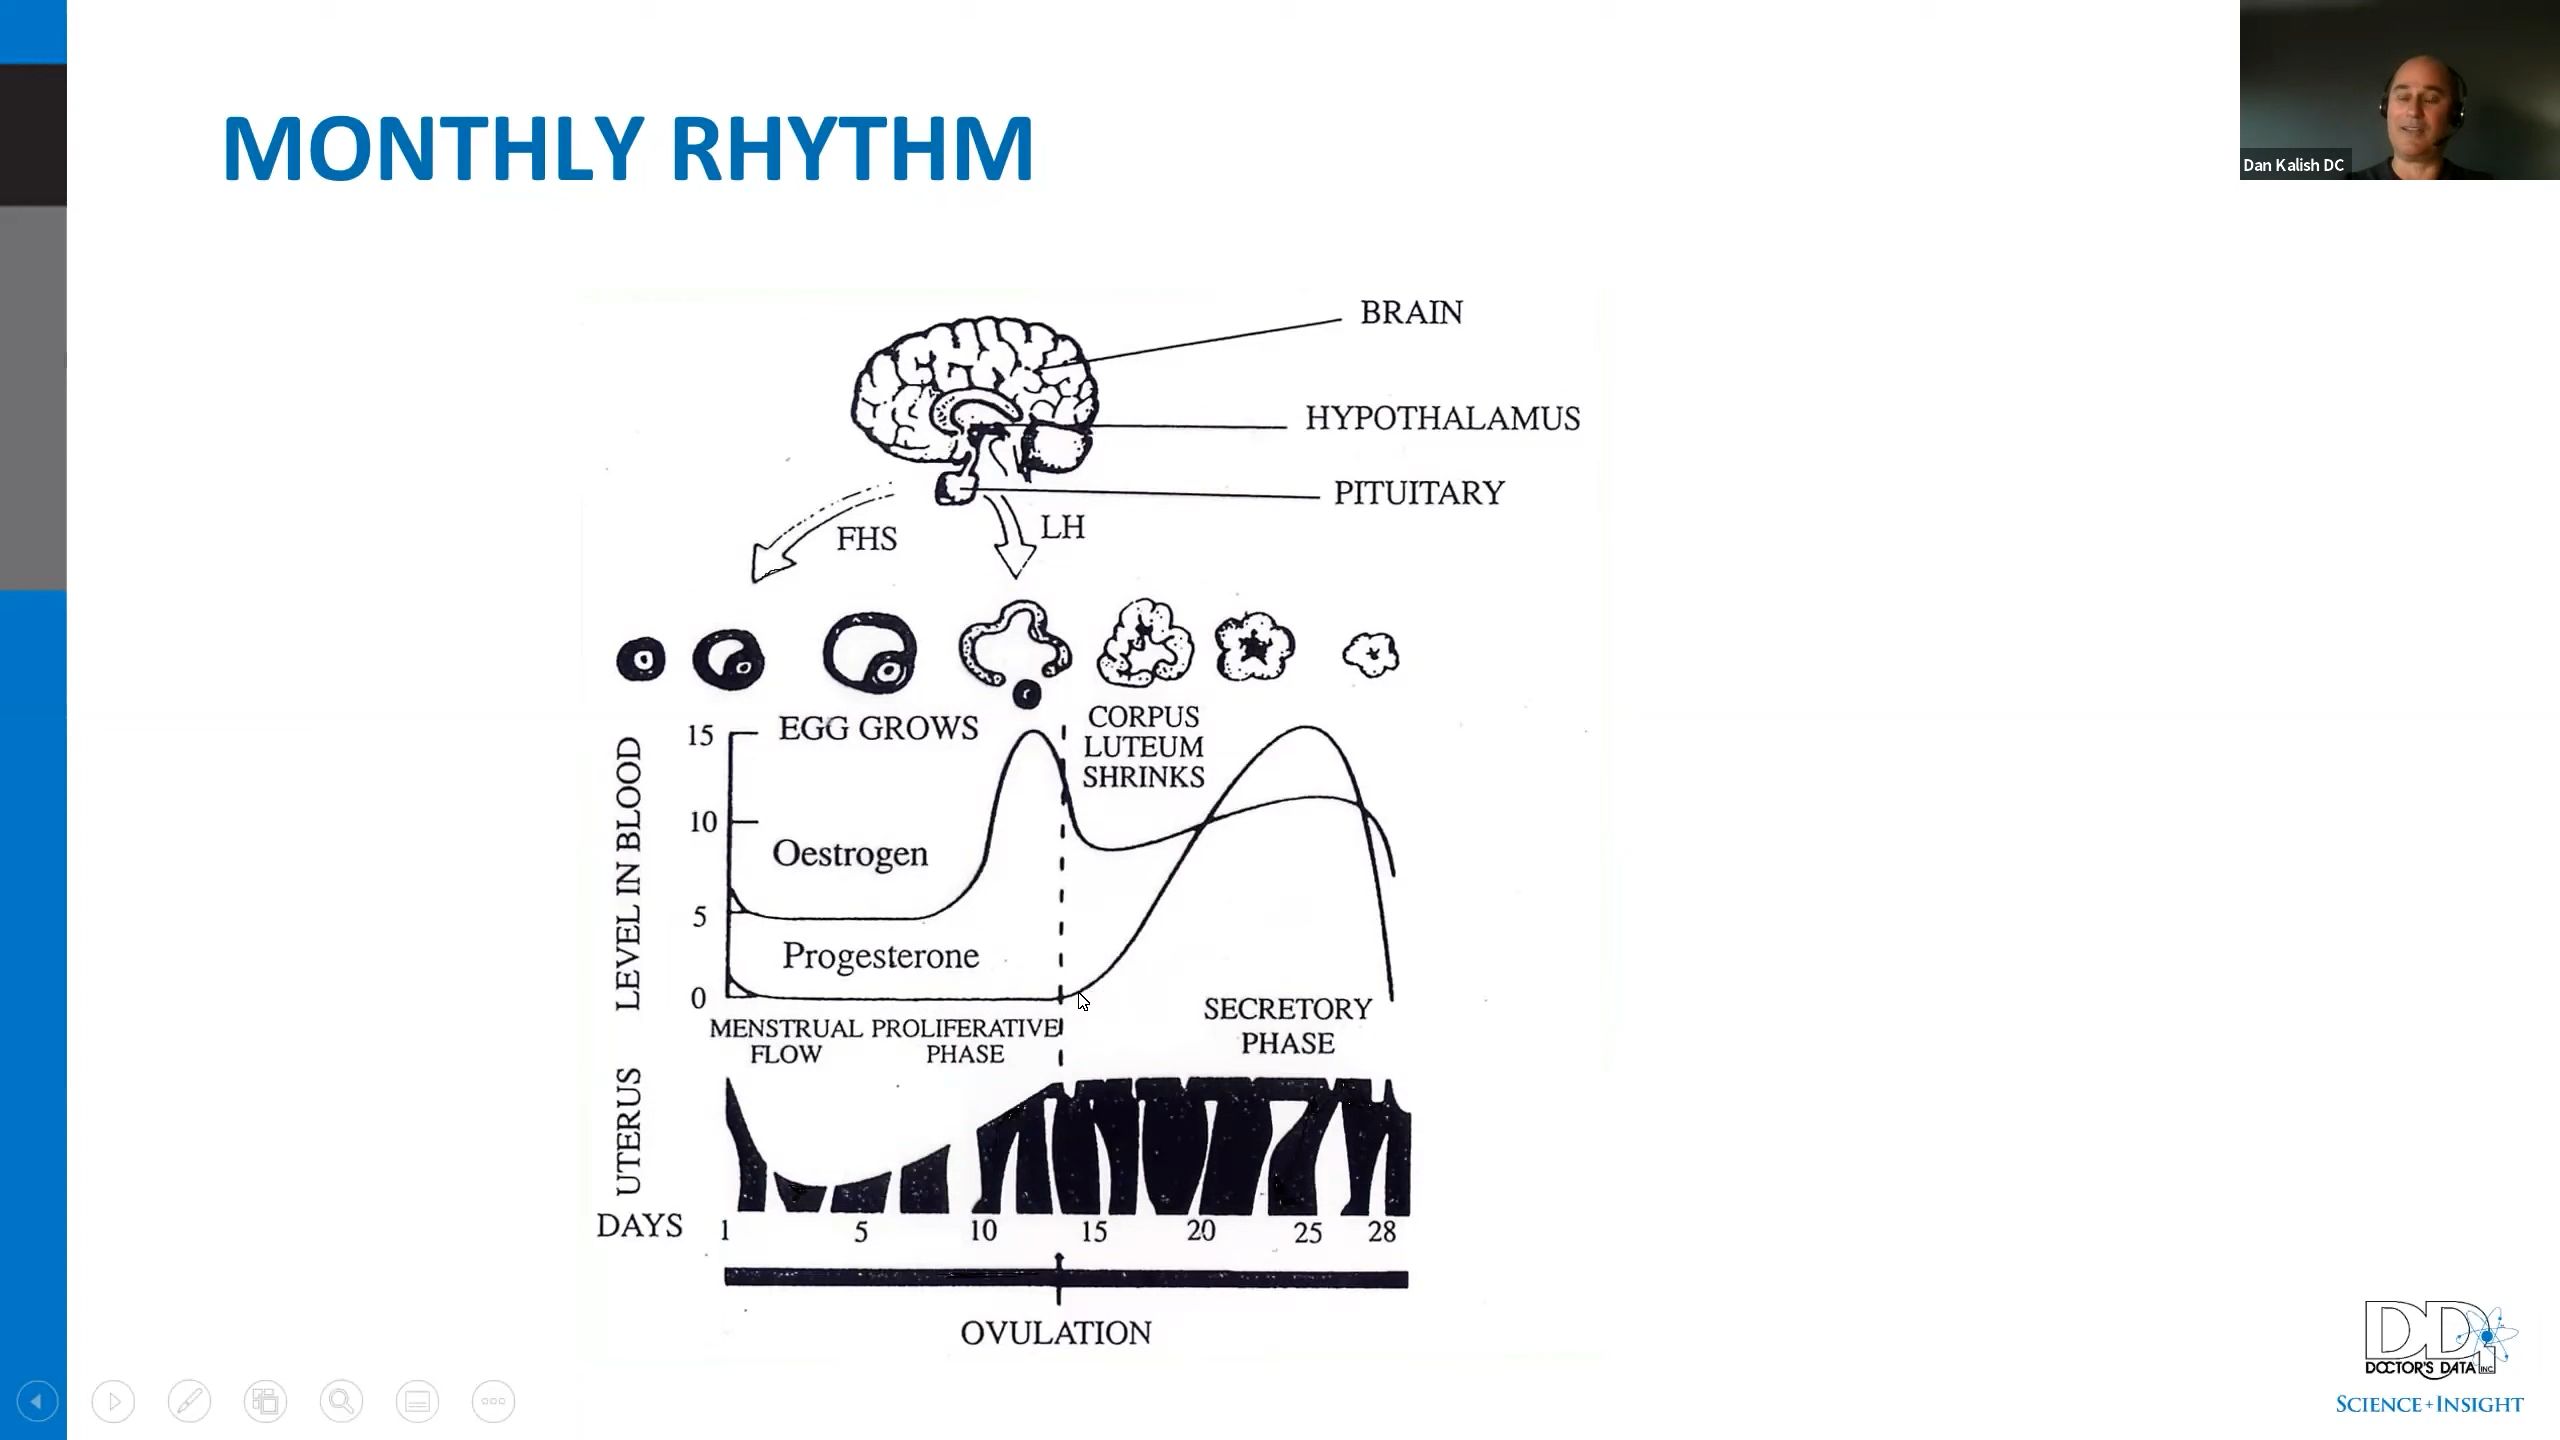 MONTHLY RHYTHM
Dan Kalish DC
BRAIN
HYPOTHALAMUS
PITUITARY
FHS
LH
EGG GROWS
CORPUS
LUTEUM
SHRINKS
LEVEL IN BLOOD
15
10
5
0
Oestrogen
Progesterone
MENSTRUAL
FLOW
PROLIFERATIVE
PHASE
SECRETORY
PHASE
UTERUS
DAYS 1 5 10 15 20 25 28
OVULATION
DDI
DOCTOR'S DATA INC.
SCIENCE + INSIGHT